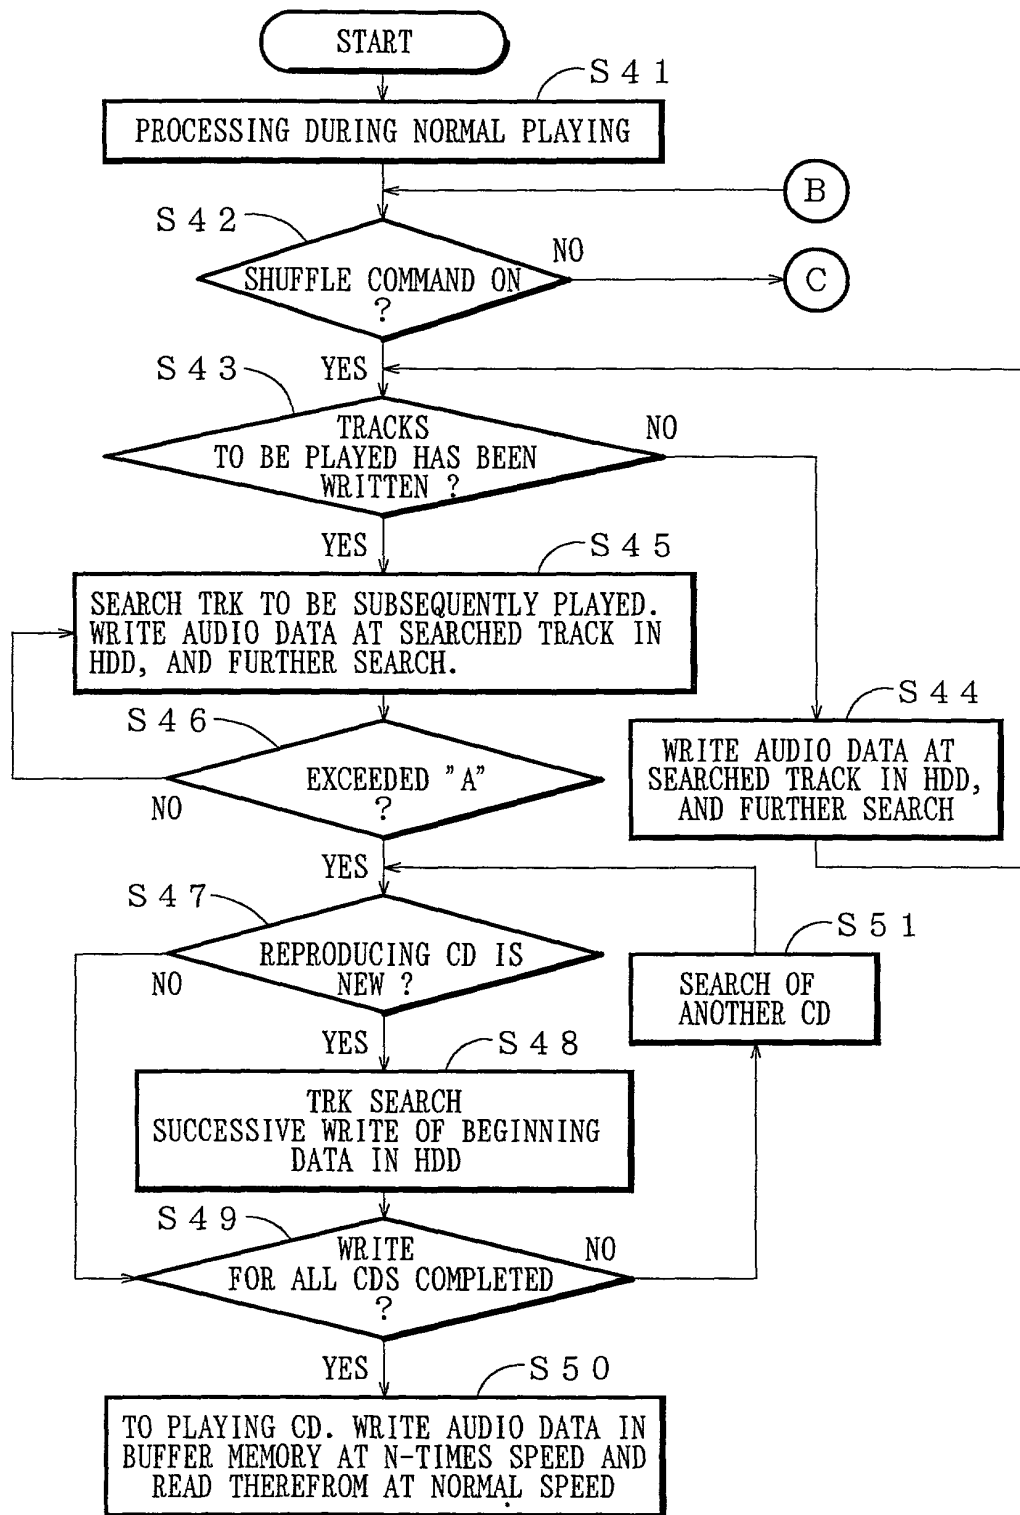 START
S41
PROCESSING DURING NORMAL PLAYING
B
S42
NO
SHUFFLE COMMAND ON
?
C
YES
S43
TRACKS
TO BE PLAYED HAS BEEN
WRITTEN ?
NO
YES
S45
SEARCH TRK TO BE SUBSEQUENTLY PLAYED.
WRITE AUDIO DATA AT SEARCHED TRACK IN
HDD, AND FURTHER SEARCH.
S44
WRITE AUDIO DATA AT
SEARCHED TRACK IN HDD,
AND FURTHER SEARCH
S46
EXCEEDED "A"
?
NO
YES
S47
REPRODUCING CD IS
NEW ?
NO
S51
SEARCH OF
ANOTHER CD
YES
S48
TRK SEARCH
SUCCESSIVE WRITE OF BEGINNING
DATA IN HDD
S49
WRITE
FOR ALL CDS COMPLETED
?
NO
YES
S50
TO PLAYING CD. WRITE AUDIO DATA IN
BUFFER MEMORY AT N-TIMES SPEED AND
READ THEREFROM AT NORMAL SPEED